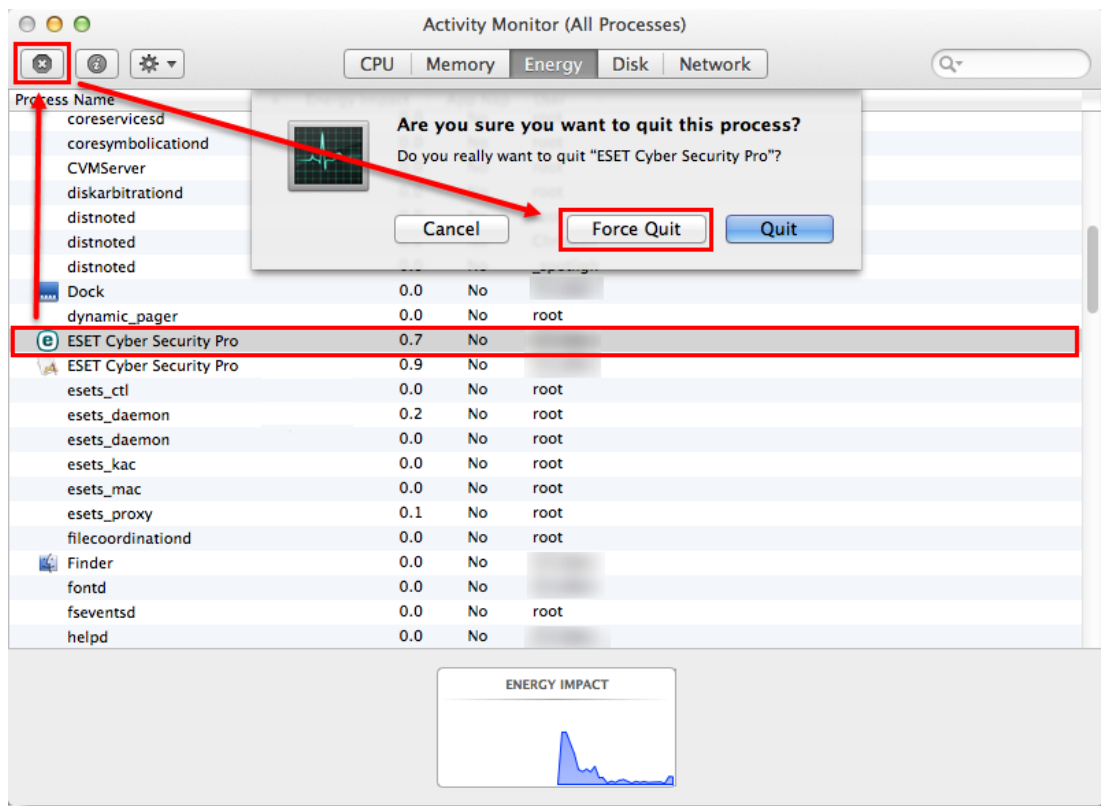 Activity Monitor (All Processes)
CPU Memory Energy Disk Network
Process Name
coreservicesd
coresymbolicationd
CVMServer
diskarbitrationd
distnoted
distnoted
distnoted
Are you sure you want to quit this process?
Do you really want to quit “ESET Cyber Security Pro”?
Cancel Force Quit Quit
Dock 0.0 No
dynamic_pager 0.0 No root
ESET Cyber Security Pro 0.7 No
ESET Cyber Security Pro 0.9 No
esets_ctl 0.0 No root
esets_daemon 0.2 No root
esets_daemon 0.0 No root
esets_kac 0.0 No root
esets_mac 0.0 No root
esets_proxy 0.1 No root
filecoordinationd 0.0 No root
Finder 0.0 No
fontd 0.0 No
fseventsd 0.0 No root
helpd 0.0 No
ENERGY IMPACT